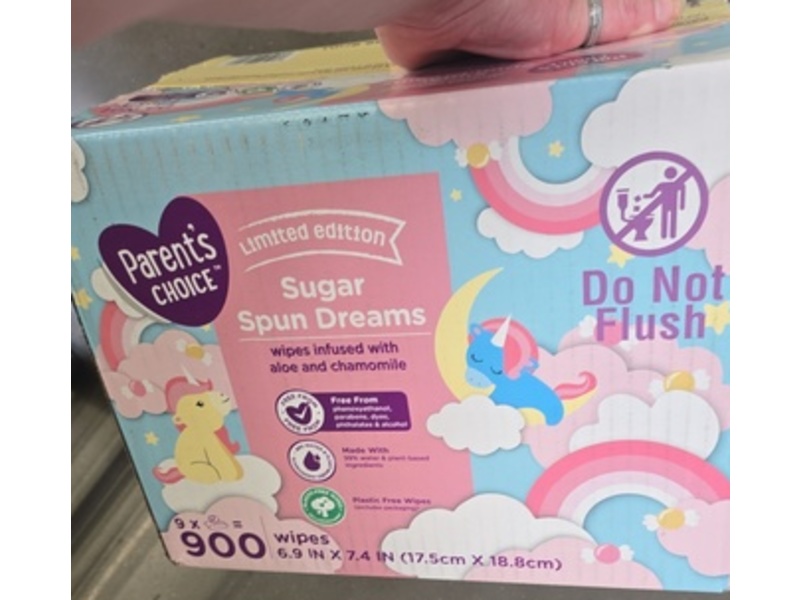 Parent's
CHOICE™
Limited edition
Sugar
Spun Dreams
wipes infused with
aloe and chamomile
Free From
phenoxyethanol,
parabens, dyes,
phthalates & alcohol
Made With
99% water & plant-based
ingredients
Plastic Free Wipes
(excludes packaging)
9 x =
900 wipes
6.9 IN X 7.4 IN (17.5cm X 18.8cm)
Do Not
Flush